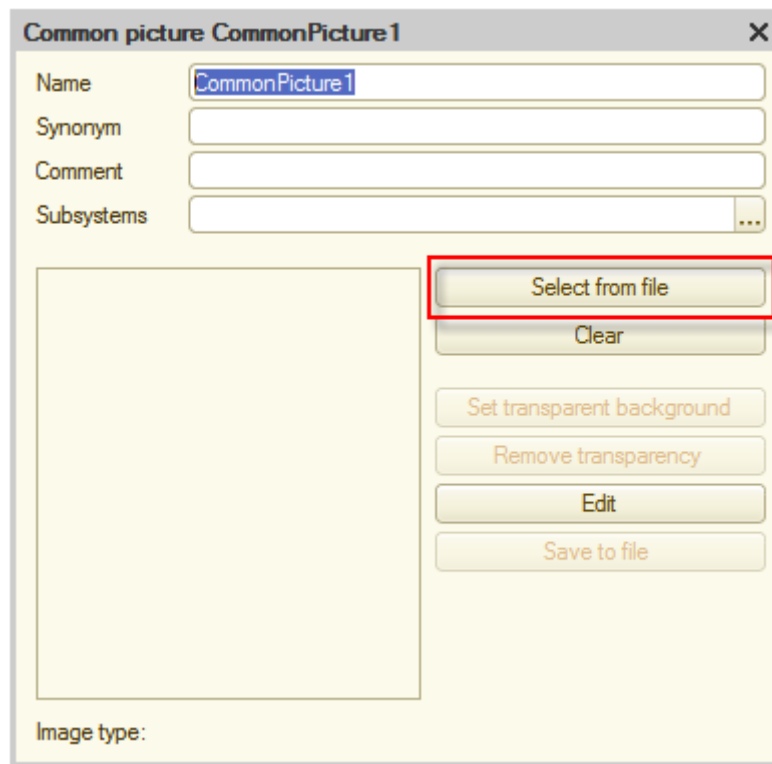 Common picture CommonPicture1
Name CommonPicture1
Synonym
Comment
Subsystems ...
Select from file
Clear
Set transparent background
Remove transparency
Edit
Save to file
Image type: